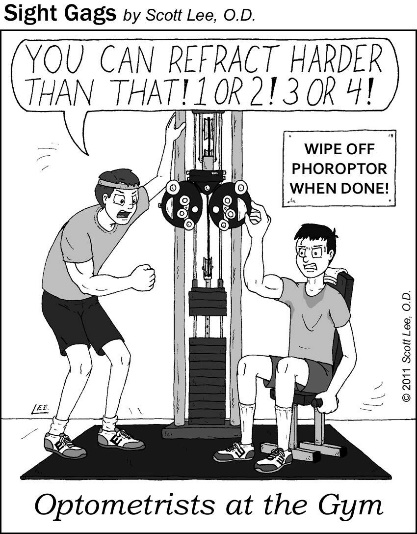 Sight Gags by Scott Lee, O.D.
YOU CAN REFRACT HARDER
THAN THAT! 1 OR 2! 3 OR 4!
WIPE OFF
PHOROPTOR
WHEN DONE!
© 2011 Scott Lee, O.D.
LEE
Optometrists at the Gym